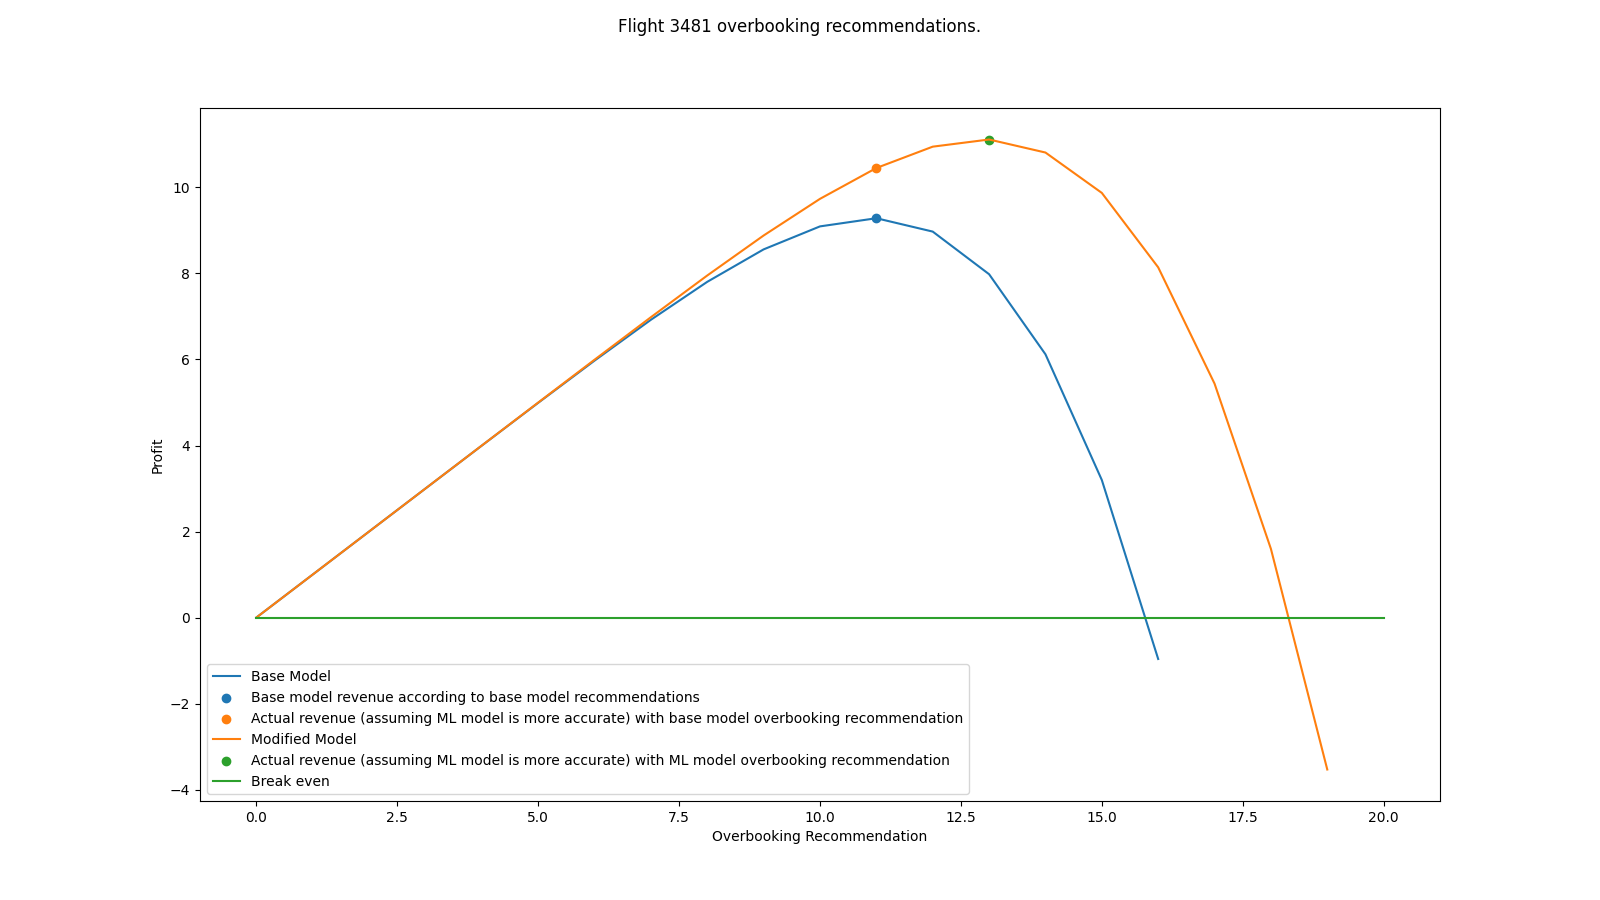 Flight 3481 overbooking recommendations.
10
8
6
4
2
0
−2
−4
Profit
Base Model
Base model revenue according to base model recommendations
Actual revenue (assuming ML model is more accurate) with base model overbooking recommendation
Modified Model
Actual revenue (assuming ML model is more accurate) with ML model overbooking recommendation
Break even
0.0 2.5 5.0 7.5 10.0 12.5 15.0 17.5 20.0
Overbooking Recommendation